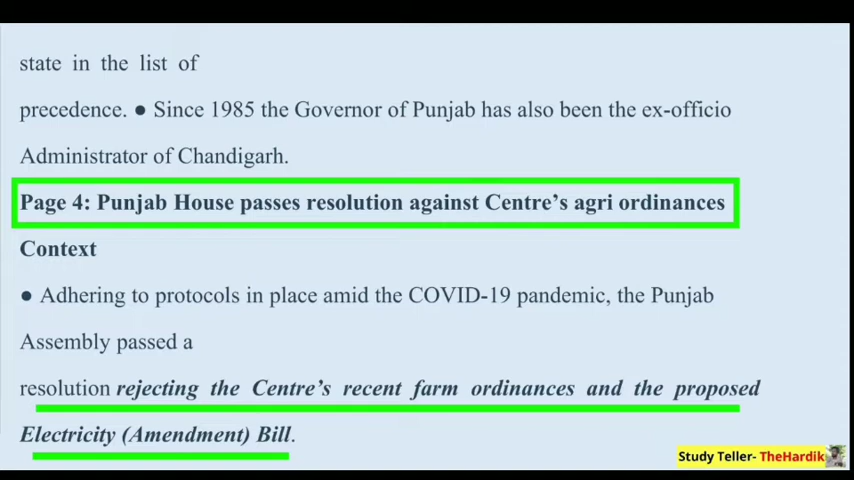 state in the list of
precedence. ● Since 1985 the Governor of Punjab has also been the ex-officio
Administrator of Chandigarh.
Page 4: Punjab House passes resolution against Centre’s agri ordinances
Context
● Adhering to protocols in place amid the COVID-19 pandemic, the Punjab
Assembly passed a
resolution rejecting the Centre’s recent farm ordinances and the proposed
Electricity (Amendment) Bill.
Study Teller- TheHardik